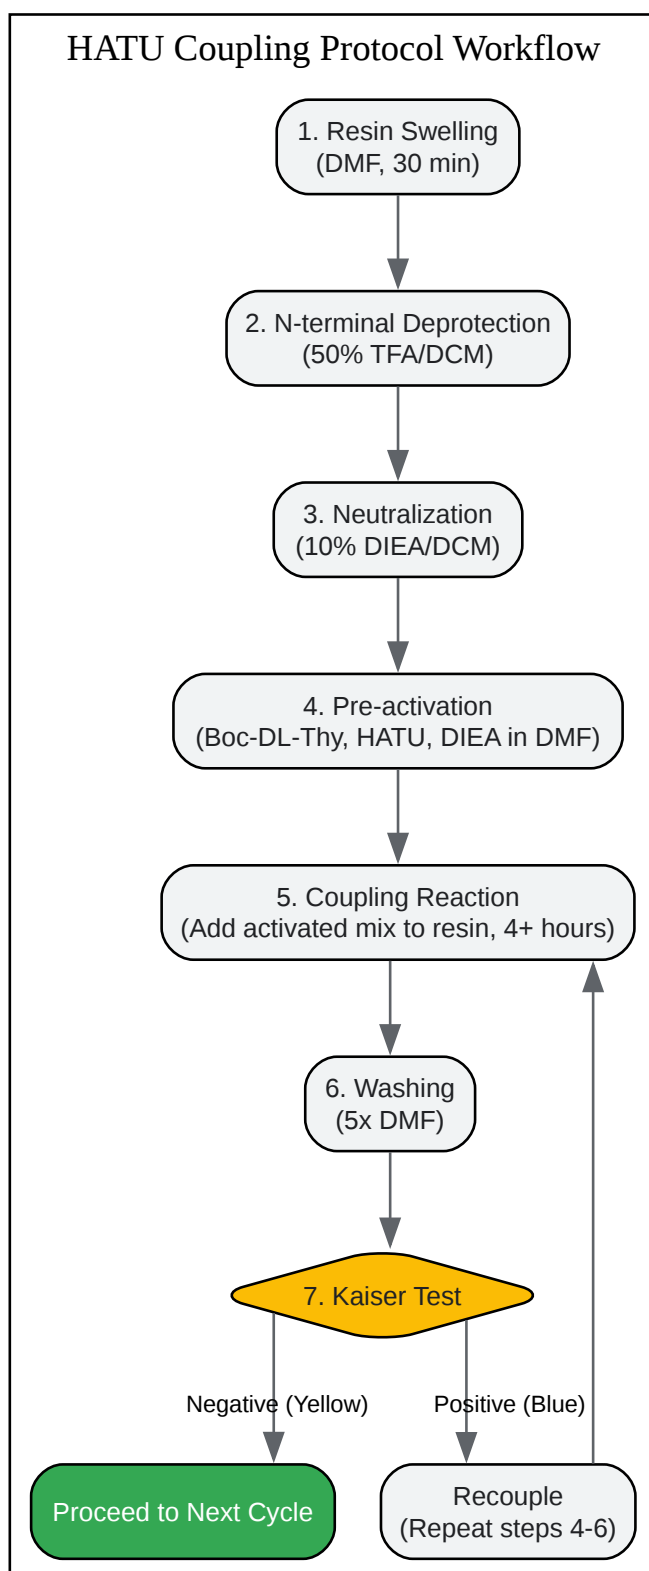 HATU Coupling Protocol Workflow
1. Resin Swelling
(DMF, 30 min)
2. N-terminal Deprotection
(50% TFA/DCM)
3. Neutralization
(10% DIEA/DCM)
4. Pre-activation
(Boc-DL-Thy, HATU, DIEA in DMF)
5. Coupling Reaction
(Add activated mix to resin, 4+ hours)
6. Washing
(5x DMF)
7. Kaiser Test
Negative (Yellow)
Positive (Blue)
Proceed to Next Cycle
Recouple
(Repeat steps 4-6)